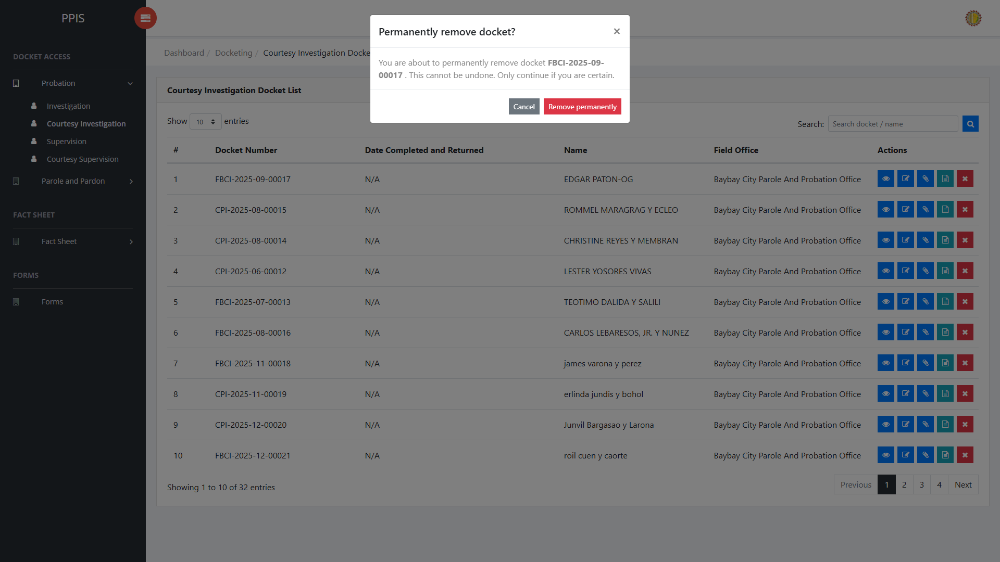 PPIS
DOCKET ACCESS
Probation
Investigation
Courtesy Investigation
Supervision
Courtesy Supervision
Parole and Pardon
FACT SHEET
Fact Sheet
FORMS
Forms
Permanently remove docket? ×
You are about to permanently remove docket FBCI-2025-09-
00017 . This cannot be undone. Only continue if you are certain.
Cancel Remove permanently
Dashboard / Docketing / Courtesy Investigation Docke
Courtesy Investigation Docket List
Show 10 entries
Search: Search docket / name
# Docket Number Date Completed and Returned Name Field Office Actions
1 FBCI-2025-09-00017 N/A EDGAR PATON-OG Baybay City Parole And Probation Office
2 CPI-2025-08-00015 N/A ROMMEL MARAGRAG Y ECLEO Baybay City Parole And Probation Office
3 CPI-2025-08-00014 N/A CHRISTINE REYES Y MEMBRAN Baybay City Parole And Probation Office
4 CPI-2025-06-00012 N/A LESTER YOSORES VIVAS Baybay City Parole And Probation Office
5 FBCI-2025-07-00013 N/A TEOTIMO DALIDA Y SALILI Baybay City Parole And Probation Office
6 FBCI-2025-08-00016 N/A CARLOS LEBARESOS, JR. Y NUNEZ Baybay City Parole And Probation Office
7 FBCI-2025-11-00018 N/A james varona y perez Baybay City Parole And Probation Office
8 CPI-2025-11-00019 N/A erlinda jundis y bohol Baybay City Parole And Probation Office
9 CPI-2025-12-00020 N/A Junvil Bargasao y Larona Baybay City Parole And Probation Office
10 FBCI-2025-12-00021 N/A roil cuen y caorte Baybay City Parole And Probation Office
Showing 1 to 10 of 32 entries
Previous 1 2 3 4 Next